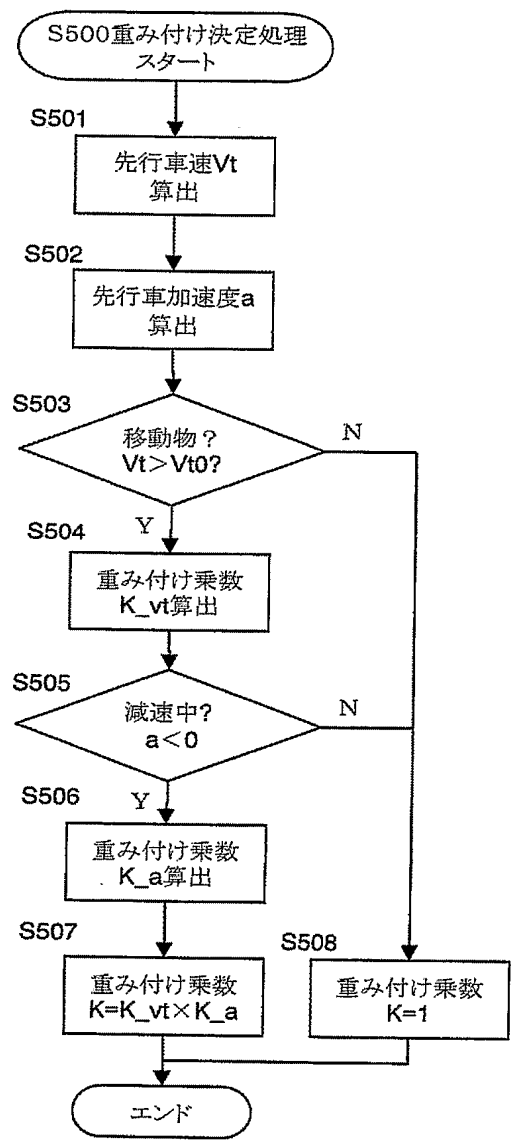 S500重み付け決定処理
スタート
S501
先行車速Vt
算出
S502
先行車加速度a
算出
S503
移動物？
Vt＞Vt0?
N
Y
S504
重み付け乗数
K_vt算出
S505
減速中?
a＜0
N
Y
S506
重み付け乗数
K_a算出
S507
重み付け乗数
K=K_vt×K_a
S508
重み付け乗数
K=1
エンド